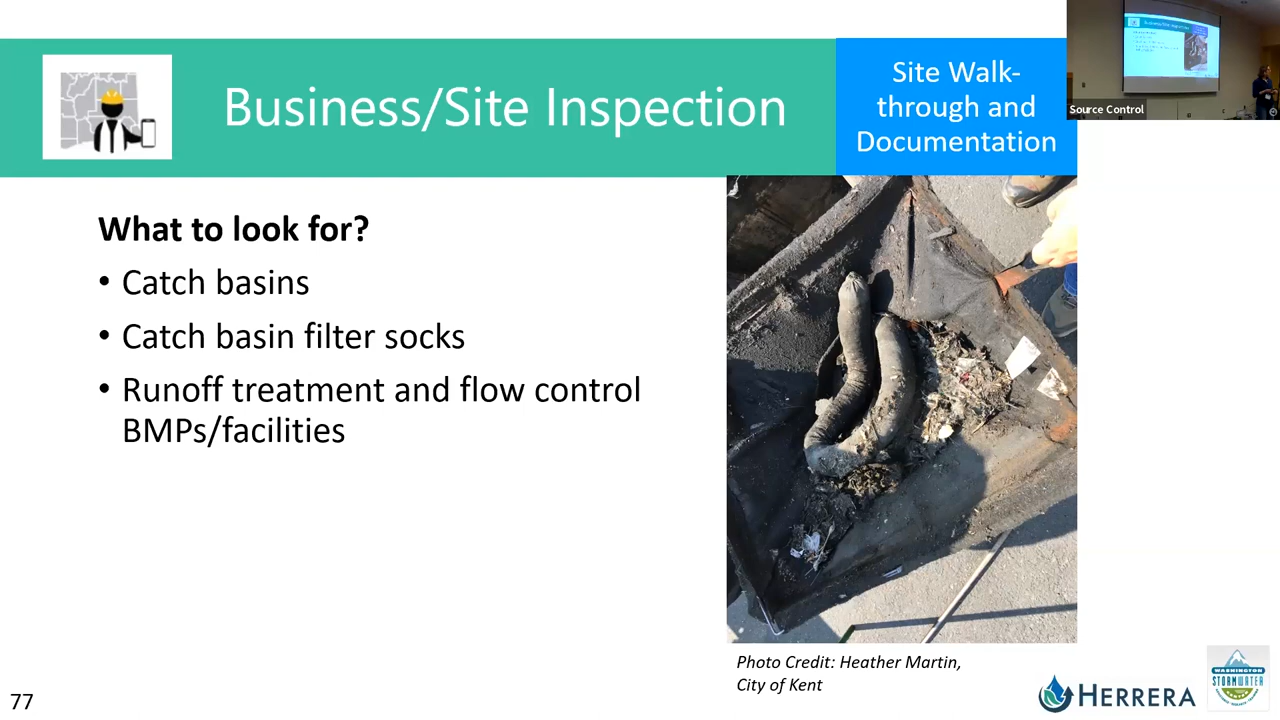 Business/Site Inspection
Site Walk-
through and
Documentation
Source Control
What to look for?
• Catch basins
• Catch basin filter socks
• Runoff treatment and flow control
BMPs/facilities
Photo Credit: Heather Martin,
City of Kent
77
HERRERA
WASHINGTON
STORMWATER
CENTER